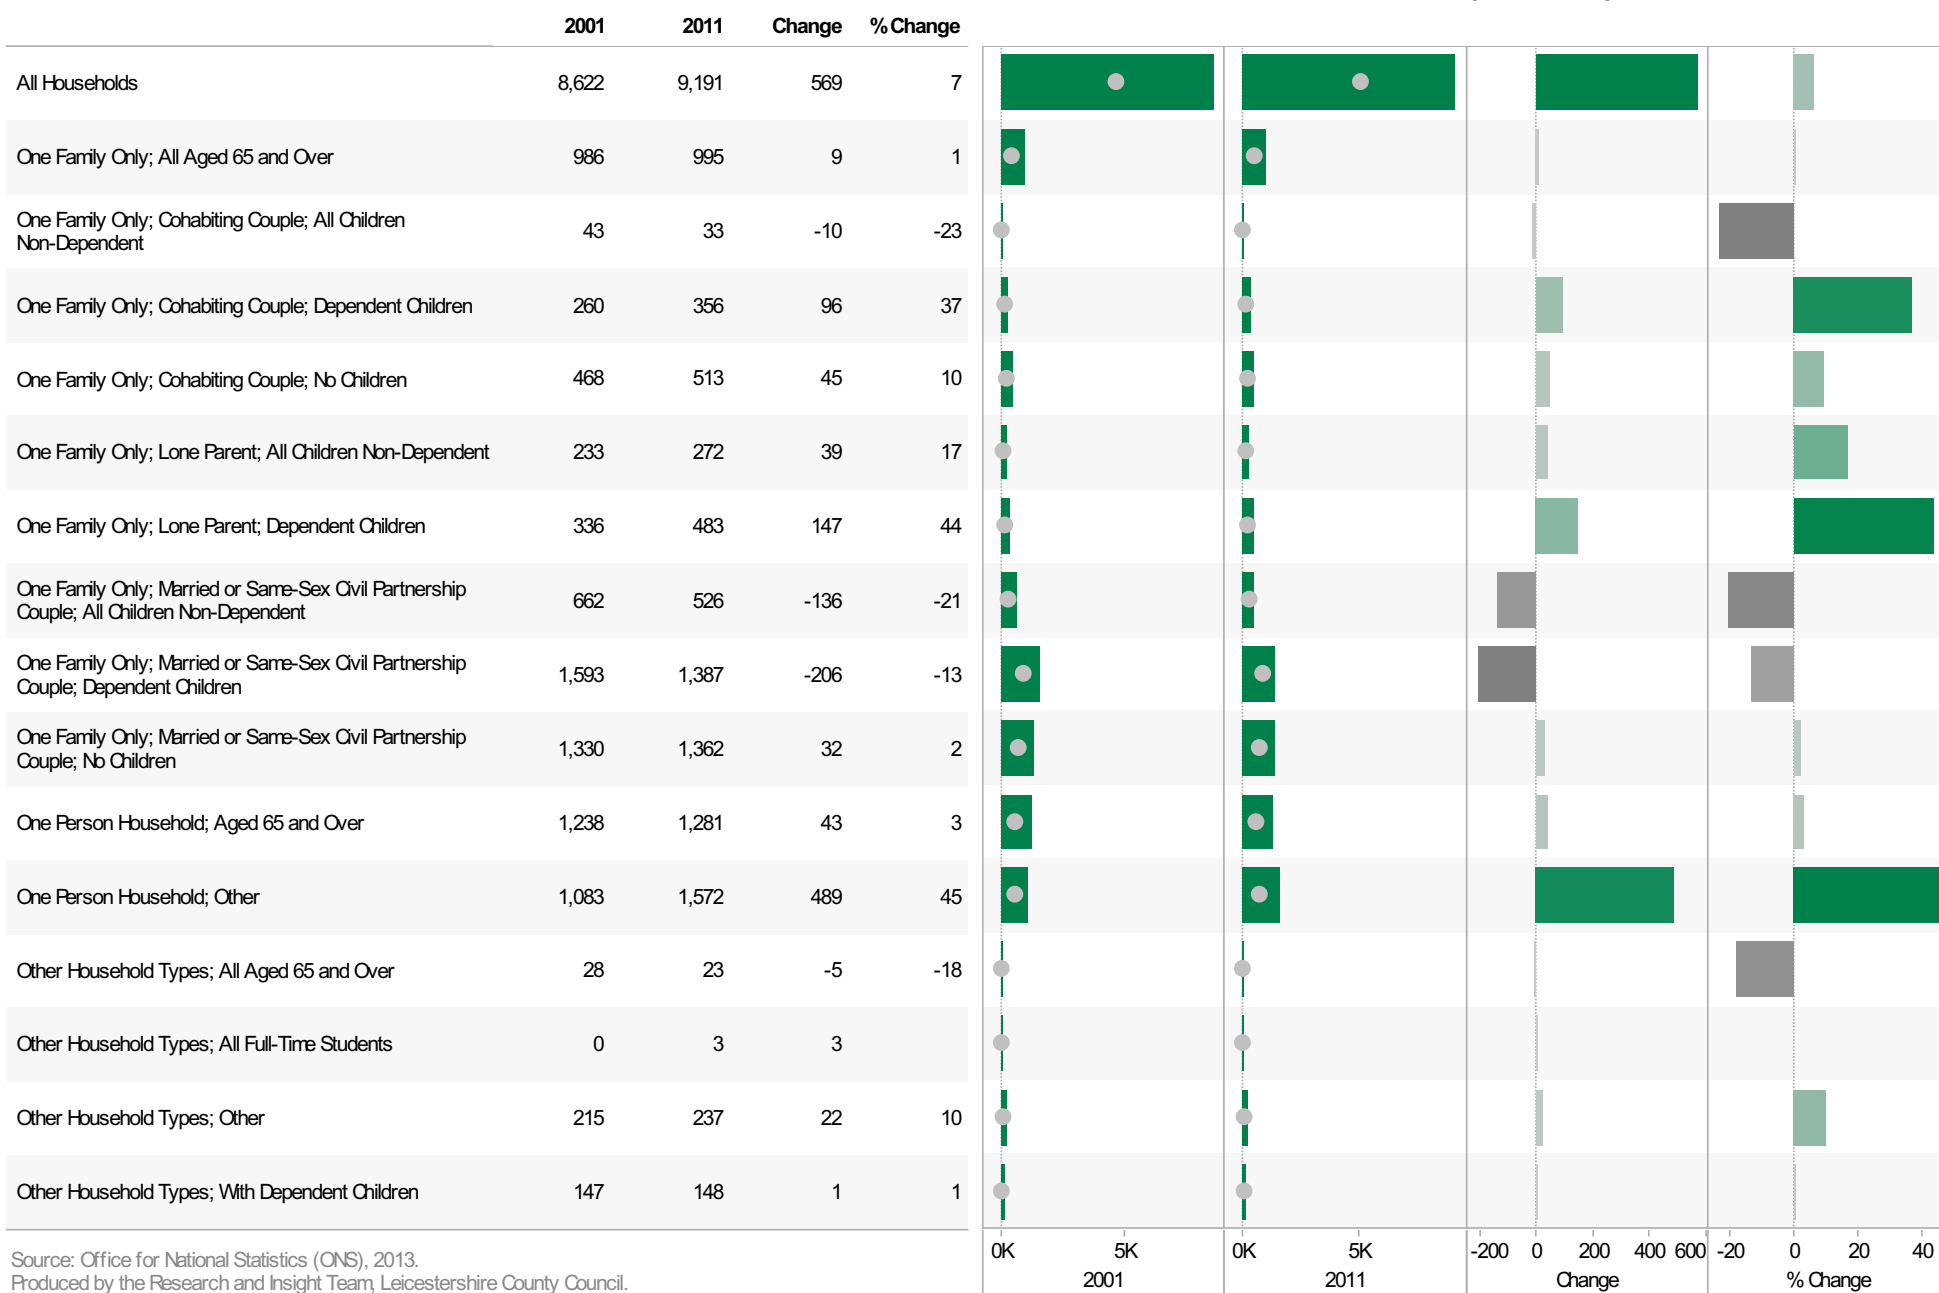 2001 2011 Change % Change
All Households 8,622 9,191 569 7
One Family Only; All Aged 65 and Over 986 995 9 1
One Family Only; Cohabiting Couple; All Children
Non-Dependent 43 33 -10 -23
One Family Only; Cohabiting Couple; Dependent Children 260 356 96 37
One Family Only; Cohabiting Couple; No Children 468 513 45 10
One Family Only; Lone Parent; All Children Non-Dependent 233 272 39 17
One Family Only; Lone Parent; Dependent Children 336 483 147 44
One Family Only; Married or Same-Sex Civil Partnership
Couple; All Children Non-Dependent 662 526 -136 -21
One Family Only; Married or Same-Sex Civil Partnership
Couple; Dependent Children 1,593 1,387 -206 -13
One Family Only; Married or Same-Sex Civil Partnership
Couple; No Children 1,330 1,362 32 2
One Person Household; Aged 65 and Over 1,238 1,281 43 3
One Person Household; Other 1,083 1,572 489 45
Other Household Types; All Aged 65 and Over 28 23 -5 -18
Other Household Types; All Full-Time Students 0 3 3
Other Household Types; Other 215 237 22 10
Other Household Types; With Dependent Children 147 148 1 1
0K 5K 0K 5K -200 0 200 400 600 -20 0 20 40
2001 2011 Change % Change
Source: Office for National Statistics (ONS), 2013.
Produced by the Research and Insight Team, Leicestershire County Council.